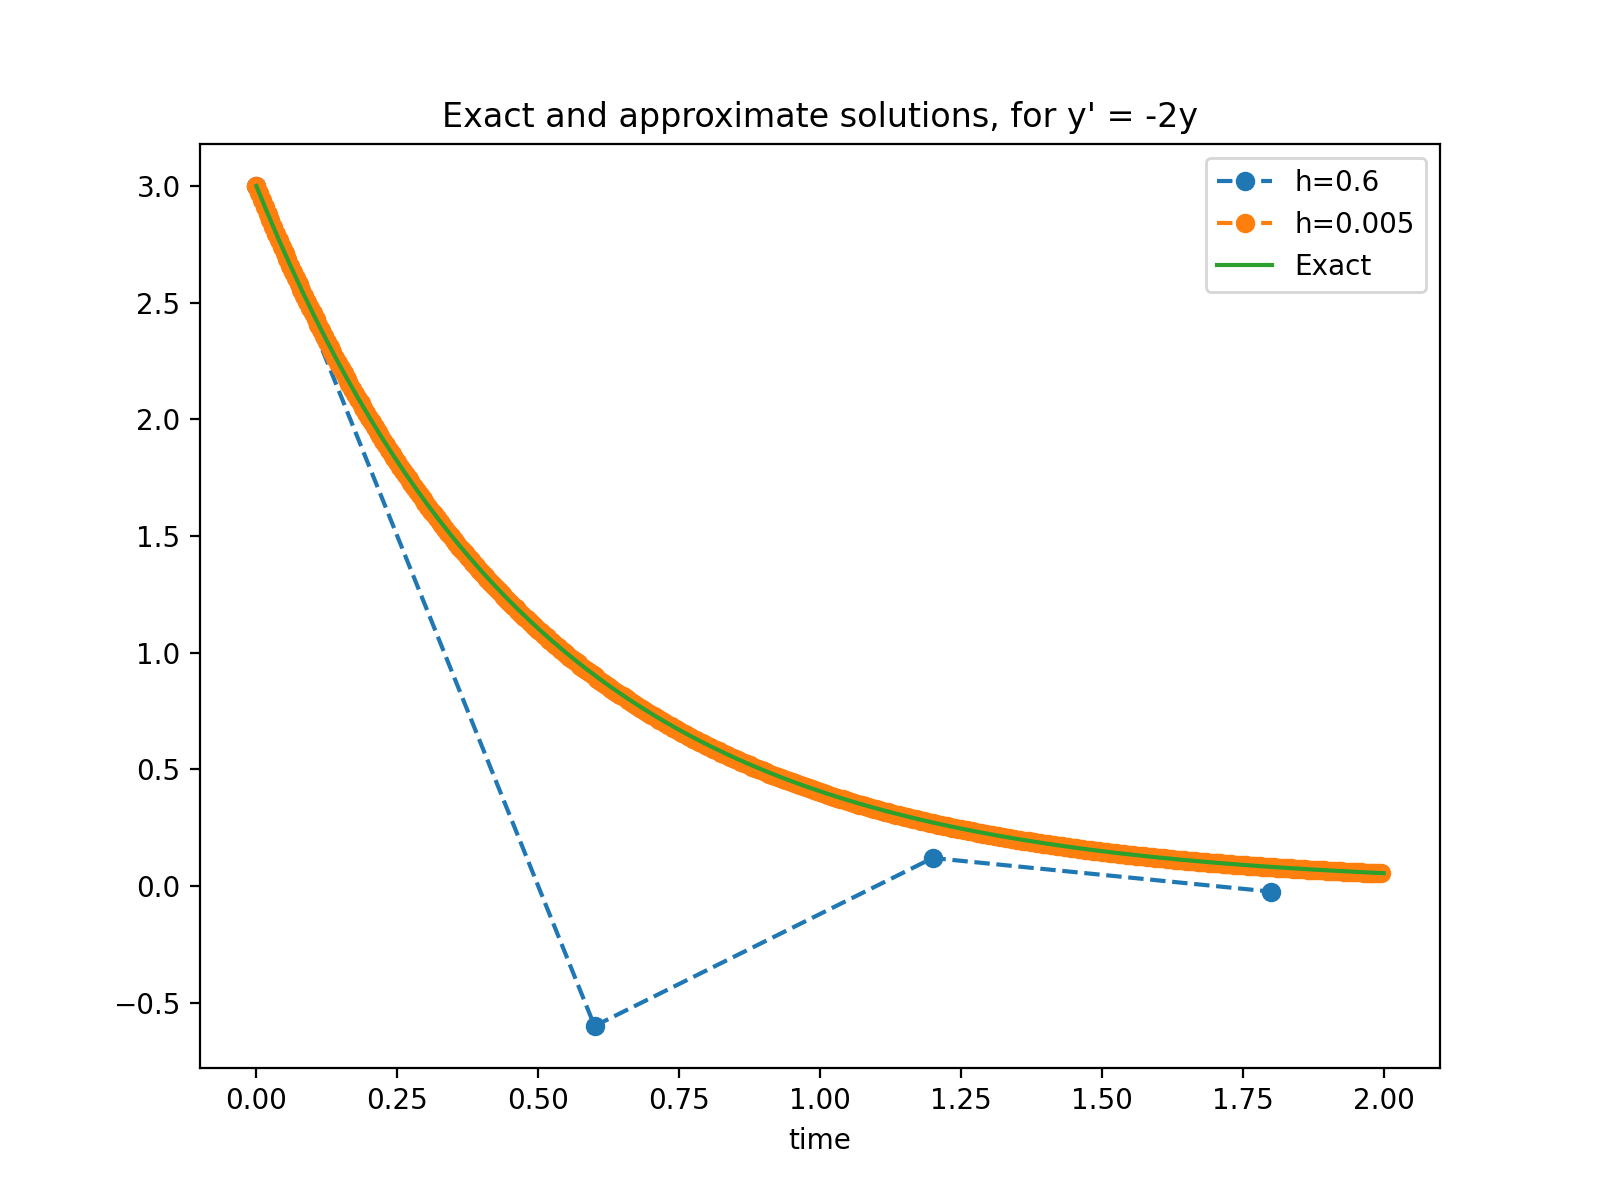 Exact and approximate solutions, for y' = -2y
h=0.6
h=0.005
Exact
3.0
2.5
2.0
1.5
1.0
0.5
0.0
−0.5
0.00 0.25 0.50 0.75 1.00 1.25 1.50 1.75 2.00
time